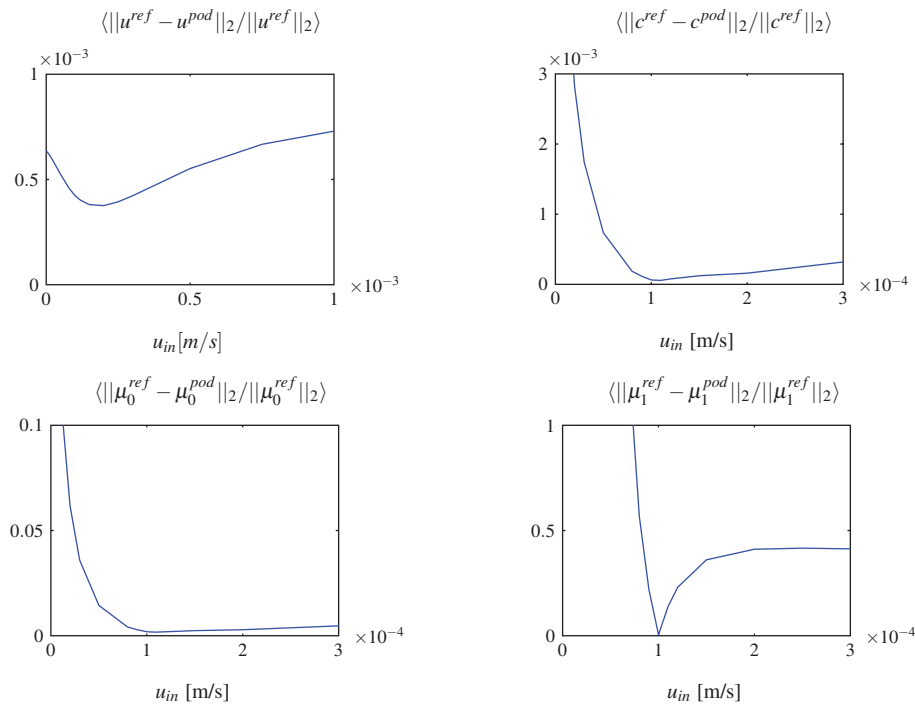 ⟨||u^{ref} − u^{pod}||_2/||u^{ref}||_2⟩
×10^{−3}
1
0.5
0
0 0.5 1
×10^{−3}
u_{in}[m/s]
⟨||c^{ref} − c^{pod}||_2/||c^{ref}||_2⟩
×10^{−3}
3
2
1
0
0 1 2 3
×10^{−4}
u_{in} [m/s]
⟨||μ_0^{ref} − μ_0^{pod}||_2/||μ_0^{ref}||_2⟩
0.1
0.05
0
0 1 2 3
×10^{−4}
u_{in} [m/s]
⟨||μ_1^{ref} − μ_1^{pod}||_2/||μ_1^{ref}||_2⟩
1
0.5
0
0 1 2 3
×10^{−4}
u_{in} [m/s]